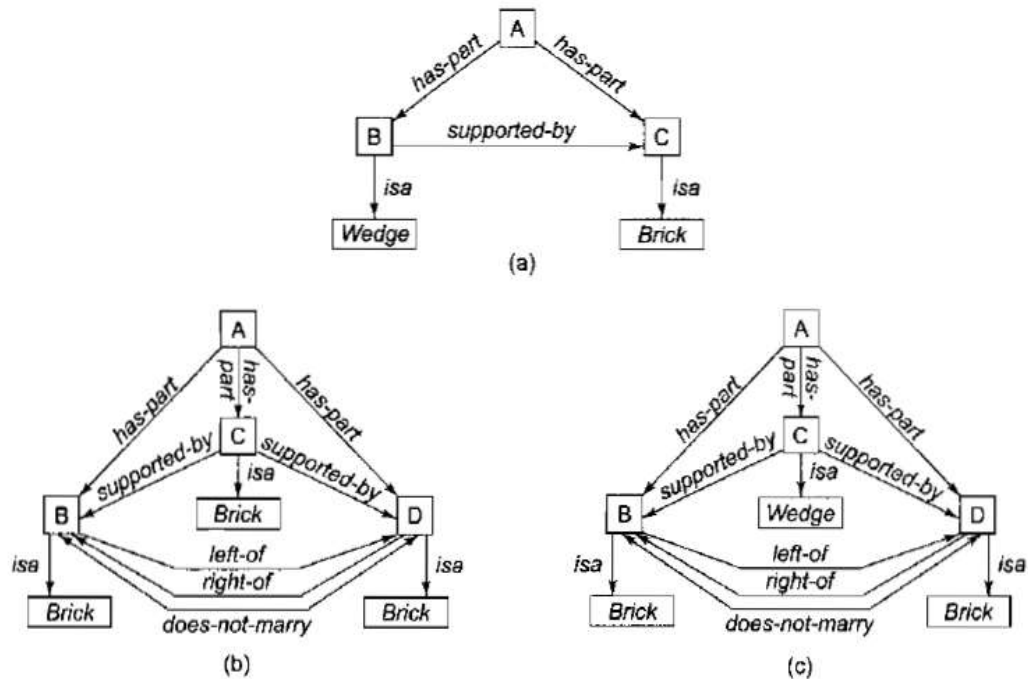 A
has-part has-part
B supported-by C
isa isa
Wedge Brick
(a)
A
has-part has-part has-part
C
supported-by supported-by
isa
B Brick D
left-of
isa right-of isa
Brick Brick
does-not-marry
(b)
A
has-part has-part has-part
C
supported-by supported-by
isa
B Wedge D
left-of
isa right-of isa
Brick Brick
does-not-marry
(c)